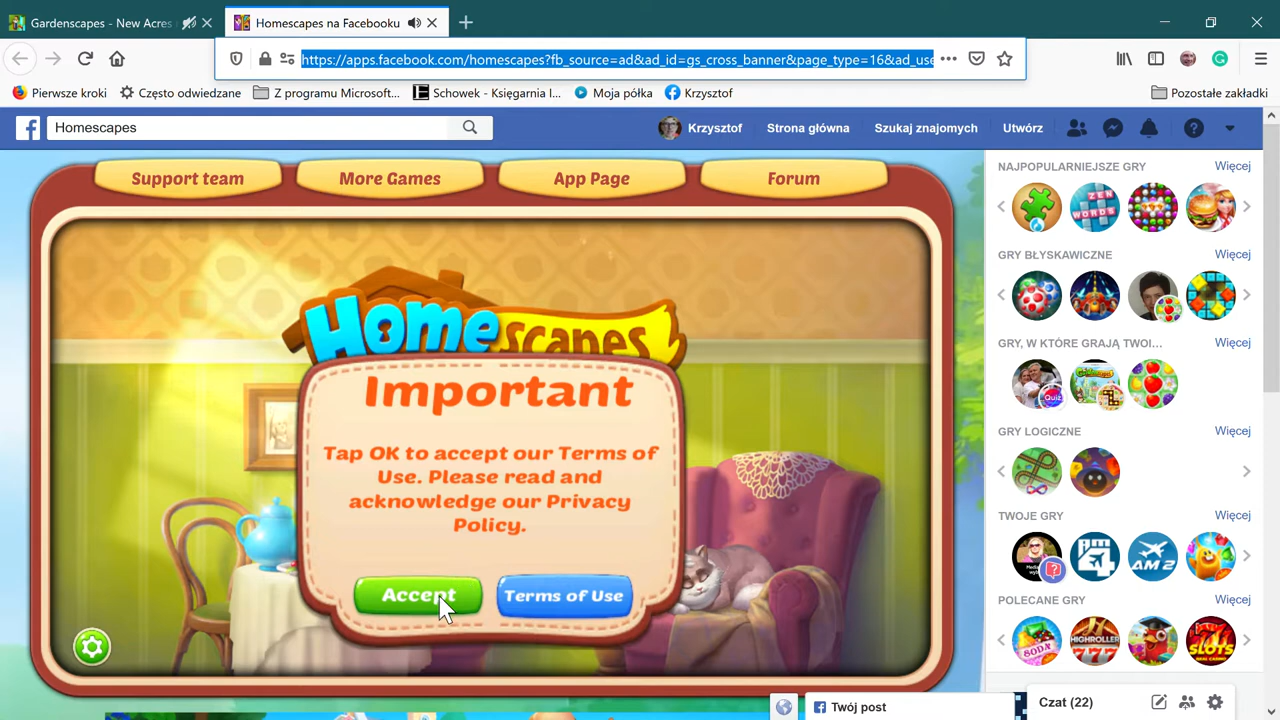 Gardenscapes - New Acres
Homescapes na Facebooku
https://apps.facebook.com/homescapes?fb_source=ad&ad_id=gs_cross_banner&page_type=16&ad_use
Pierwsze kroki
Często odwiedzane
Z programu Microsoft...
Schowek - Księgarnia I...
Moja półka
Krzysztof
Pozostałe zakładki
Homescapes
Krzysztof
Strona główna
Szukaj znajomych
Utwórz
Support team
More Games
App Page
Forum
Homescapes
Important
Tap OK to accept our Terms of
Use. Please read and
acknowledge our Privacy
Policy.
Accept
Terms of Use
NAJPOPULARNIEJSZE GRY
Więcej
ZEN
WORDS
GRY BŁYSKAWICZNE
Więcej
GRY, W KTÓRE GRAJĄ TWOI...
Więcej
Quiz
GRY LOGICZNE
Więcej
TWOJE GRY
Więcej
AM
4
AM 2
POLECANE GRY
Więcej
SODA
HIGHROLLER
777
SLOTS
Twój post
Czat (22)